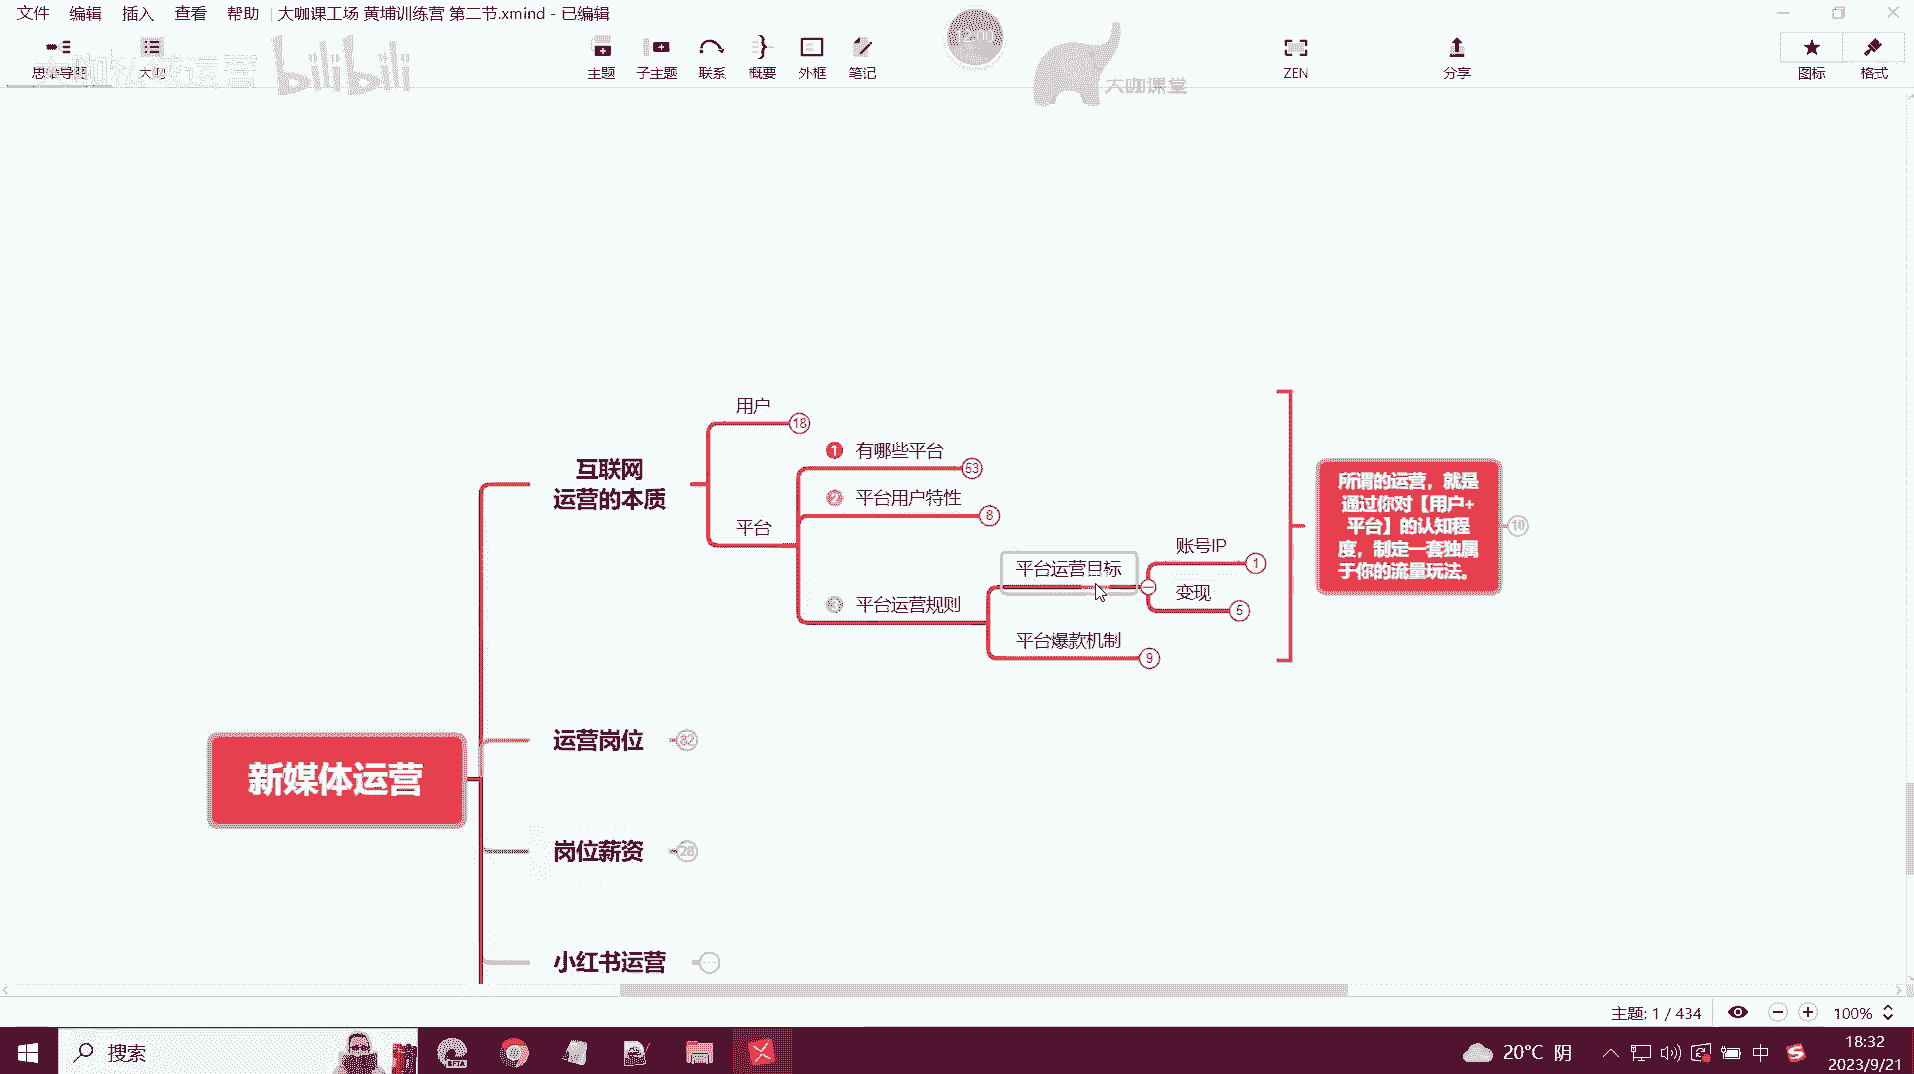 文件 编辑 插入 查看 帮助 大咖课工场 黄埔训练营 第二节.xmind - 已编辑
思维导图 大纲 主题 子主题 联系 概要 外框 笔记 ZEN 分享 图标 格式
bilibili
大咖课堂
12:00
用户 18
1 有哪些平台 53
互联网
运营的本质
2 平台用户特性 8
平台
3 平台运营规则
平台运营目标
账号IP 1
变现 5
平台爆款机制 9
所谓的运营，就是
通过你对【用户+
平台】的认知程
度，制定一套独属
于你的流量玩法。
10
新媒体运营
运营岗位 82
岗位薪资 28
小红书运营
主题: 1 / 434 100%
搜索 20°C 阴 中 18:32
2023/9/21